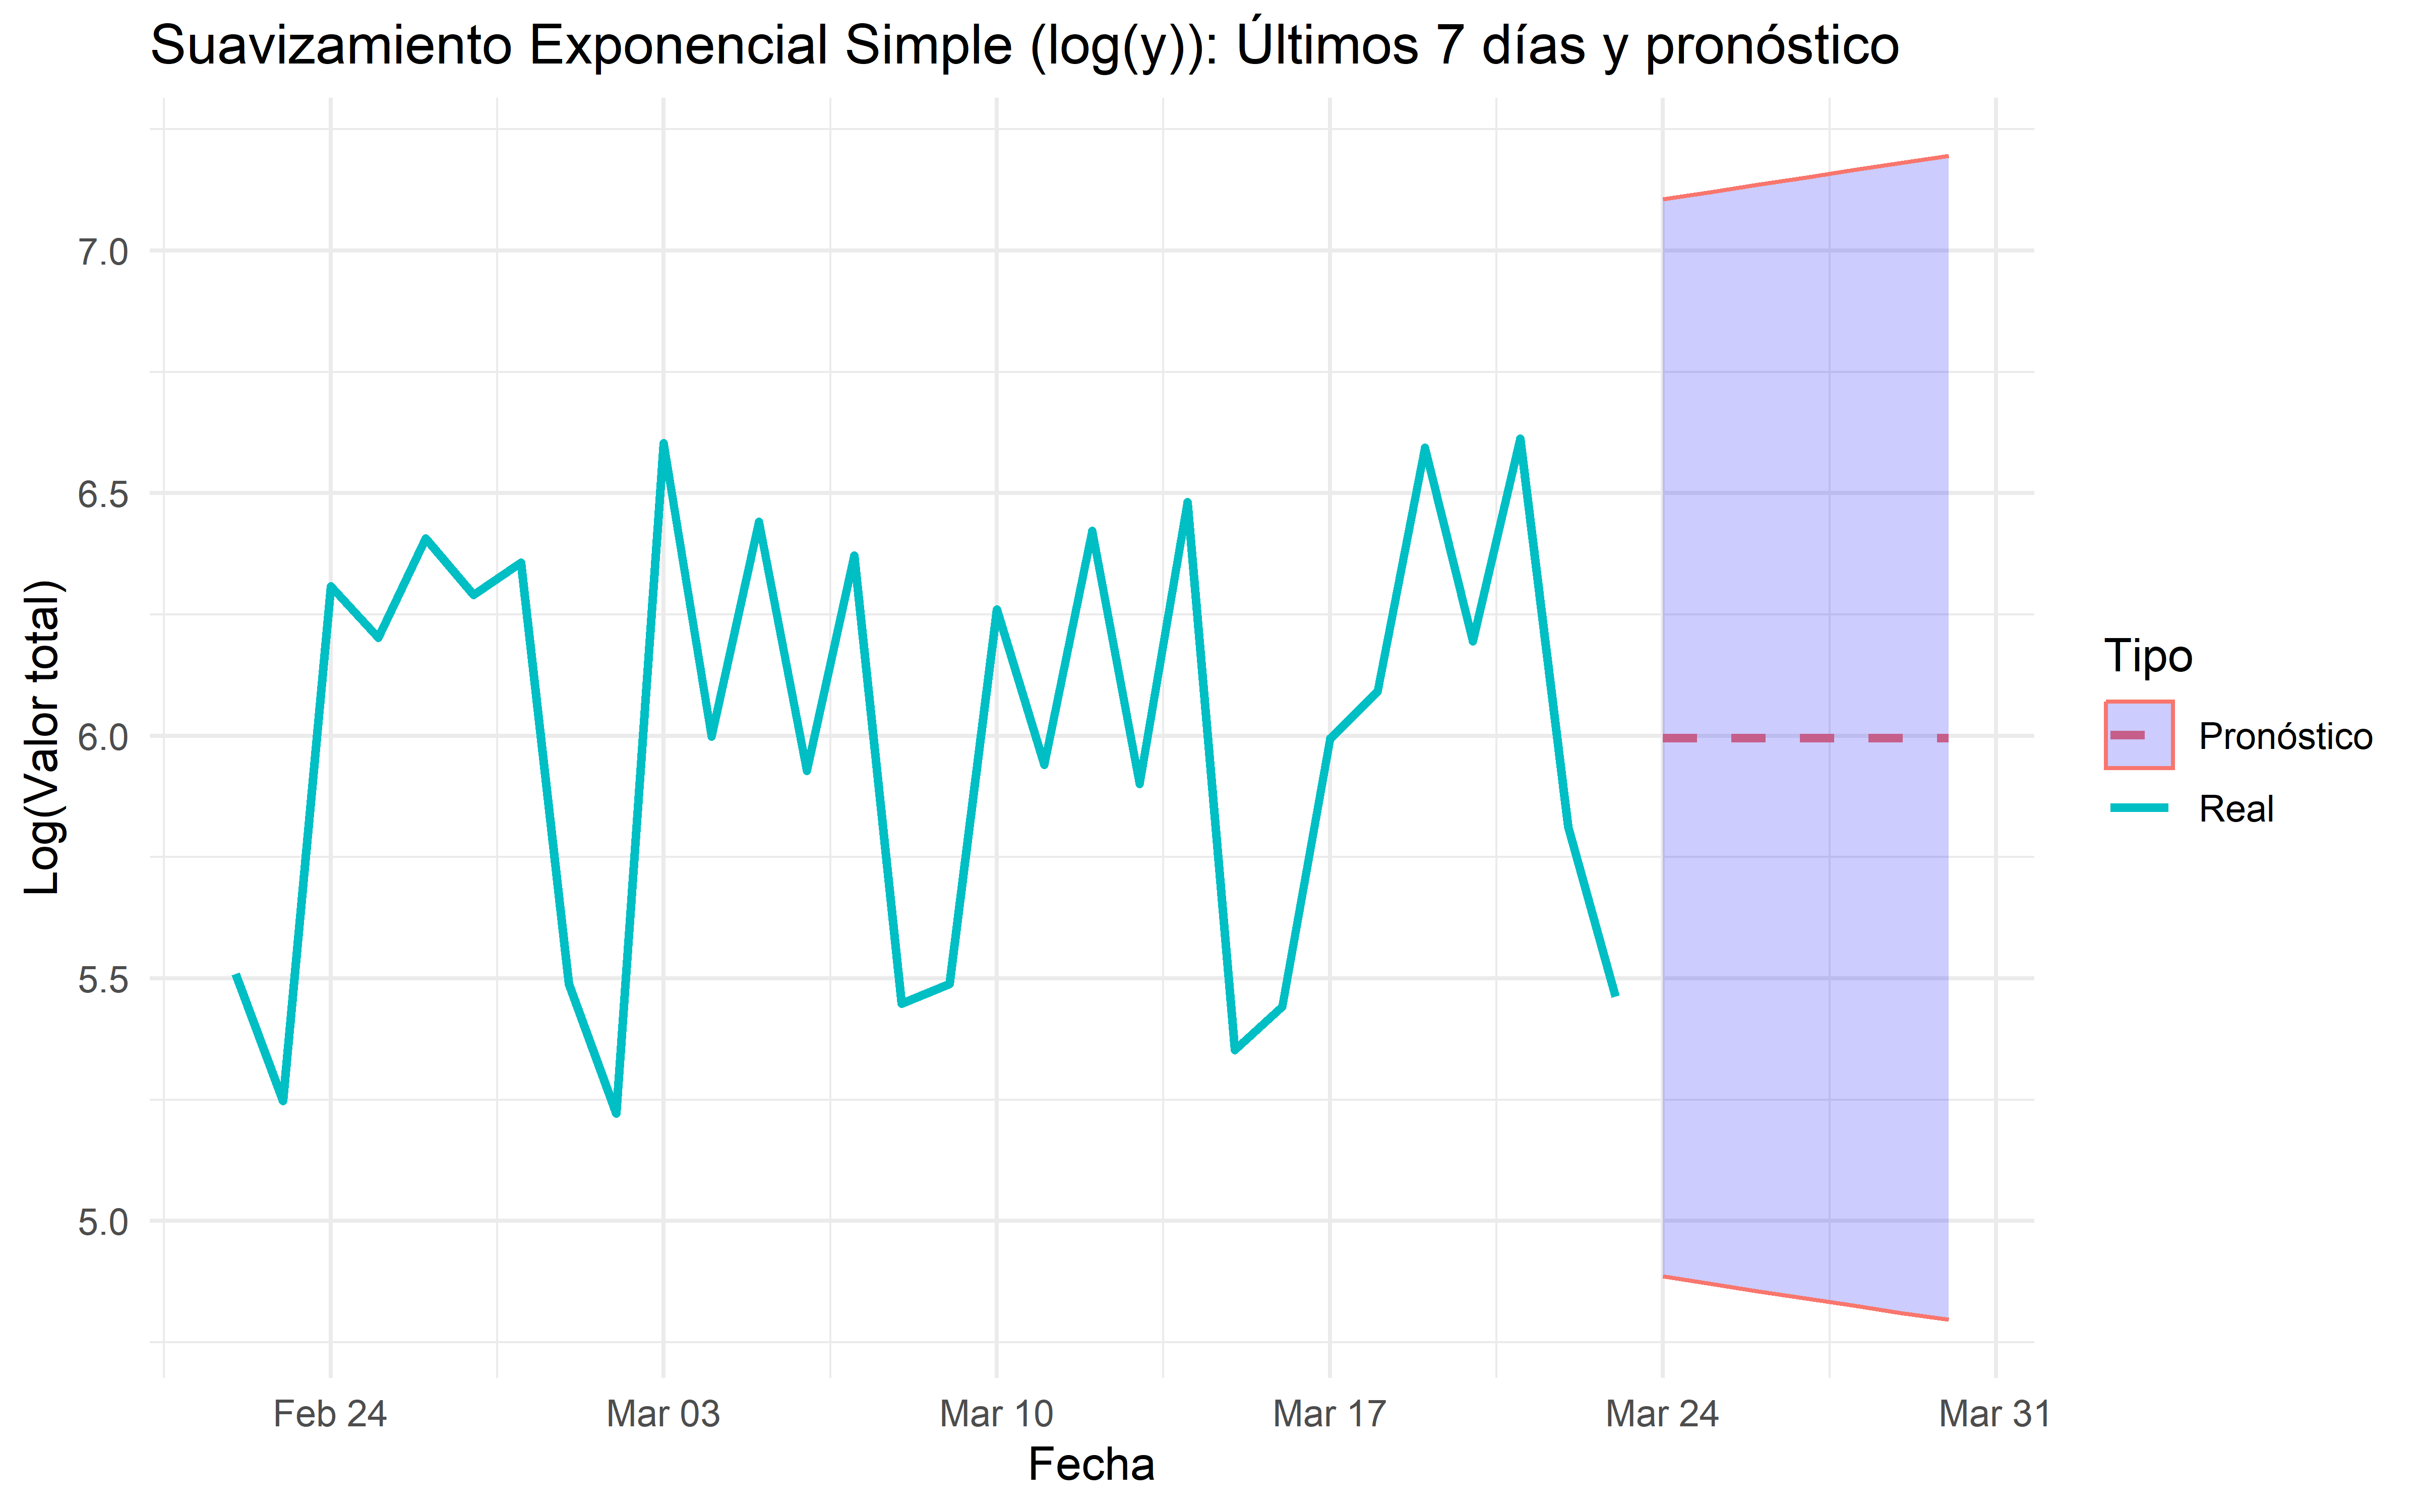 Suavizamiento Exponencial Simple (log(y)): Últimos 7 días y pronóstico
Log(Valor total)
7.0
6.5
6.0
5.5
5.0
Feb 24
Mar 03
Mar 10
Mar 17
Mar 24
Mar 31
Fecha
Tipo
Pronóstico
Real